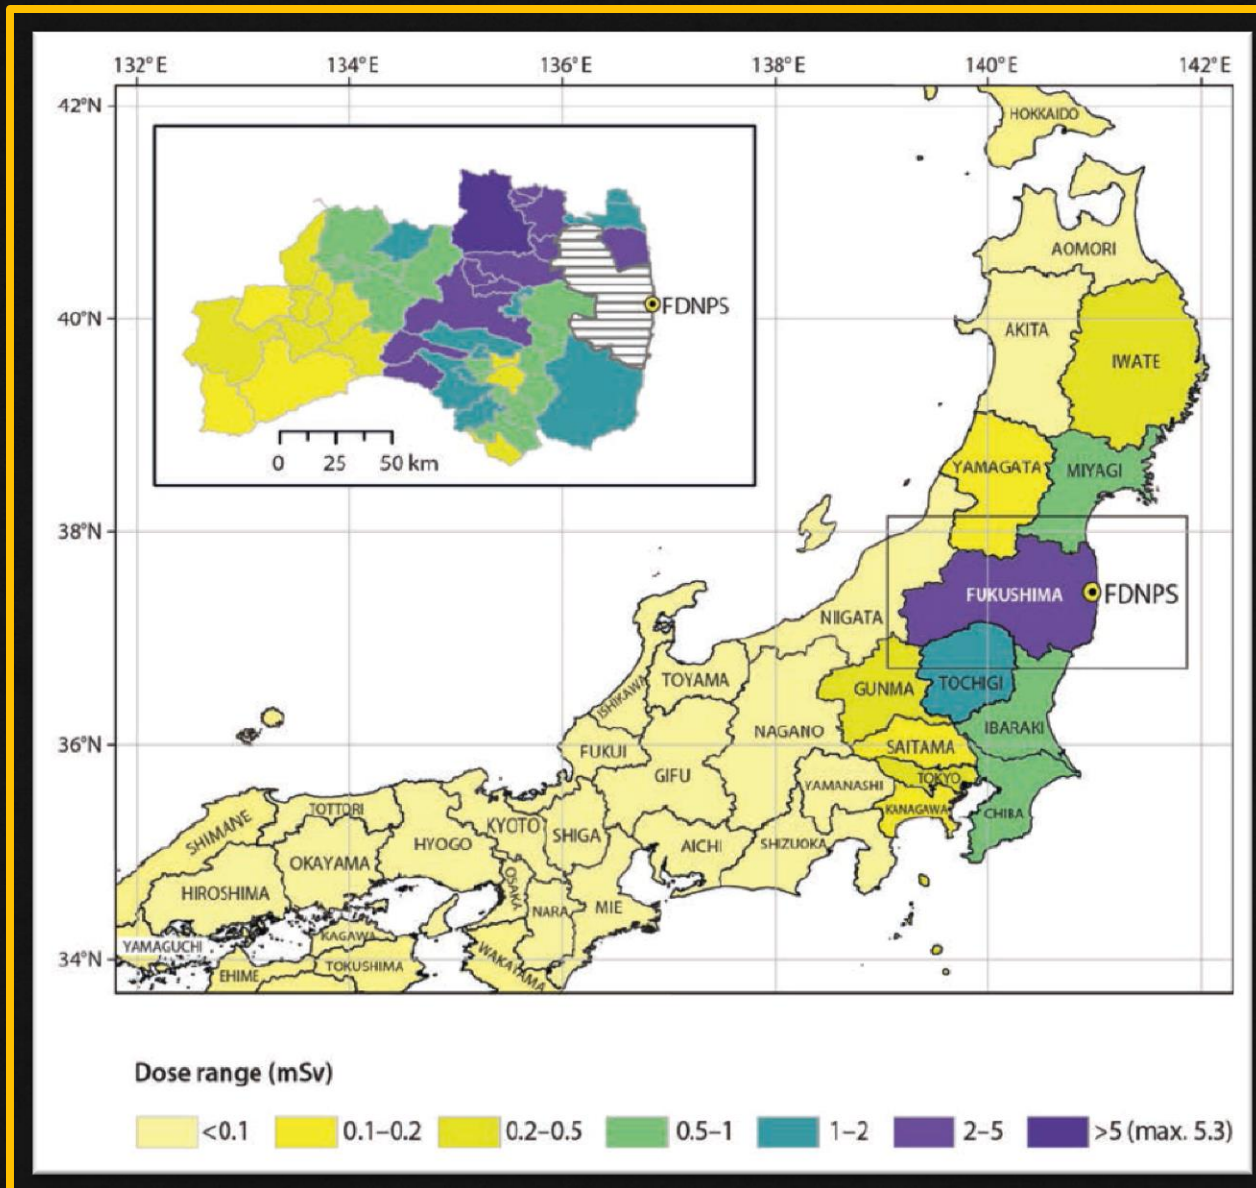 132°E 134°E 136°E 138°E 140°E 142°E
42°N
HOKKAIDO
AOMORI
FDNPS
40°N
AKITA
IWATE
0 25 50 km
YAMAGATA
MIYAGI
38°N
FUKUSHIMA
FDNPS
NIIGATA
TOYAMA
GUNMA
TOCHIGI
ISHIKAWA
NAGANO
IBARAKI
36°N
FUKUI
SAITAMA
GIFU
TOKYO
YAMANASHI
KANAGAWA
CHIBA
TOTTORI
SHIMANE
KYOTO
SHIGA
HYOGO
AICHI
SHIZUOKA
OKAYAMA
HIROSHIMA
OSAKA
NARA
MIE
KAGAWA
YAMAGUCHI
34°N
EHIME
TOKUSHIMA
WAKAYAMA
Dose range (mSv)
<0.1 0.1–0.2 0.2–0.5 0.5–1 1–2 2–5 >5 (max. 5.3)